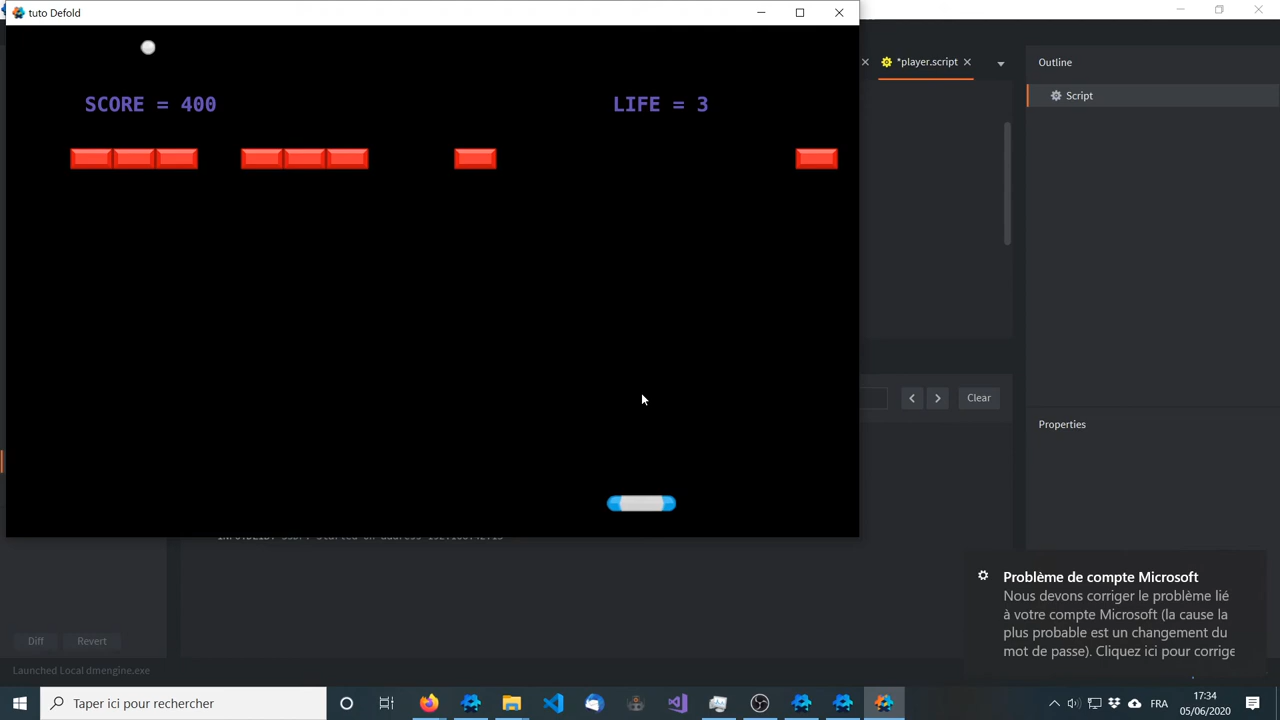 tuto Defold
SCORE = 400
LIFE = 3
*player.script
Outline
Script
Clear
Properties
Problème de compte Microsoft
Nous devons corriger le problème lié
à votre compte Microsoft (la cause la
plus probable est un changement du
mot de passe). Cliquez ici pour corrige
Diff
Revert
Launched Local dmengine.exe
Taper ici pour rechercher
FRA
17:34
05/06/2020